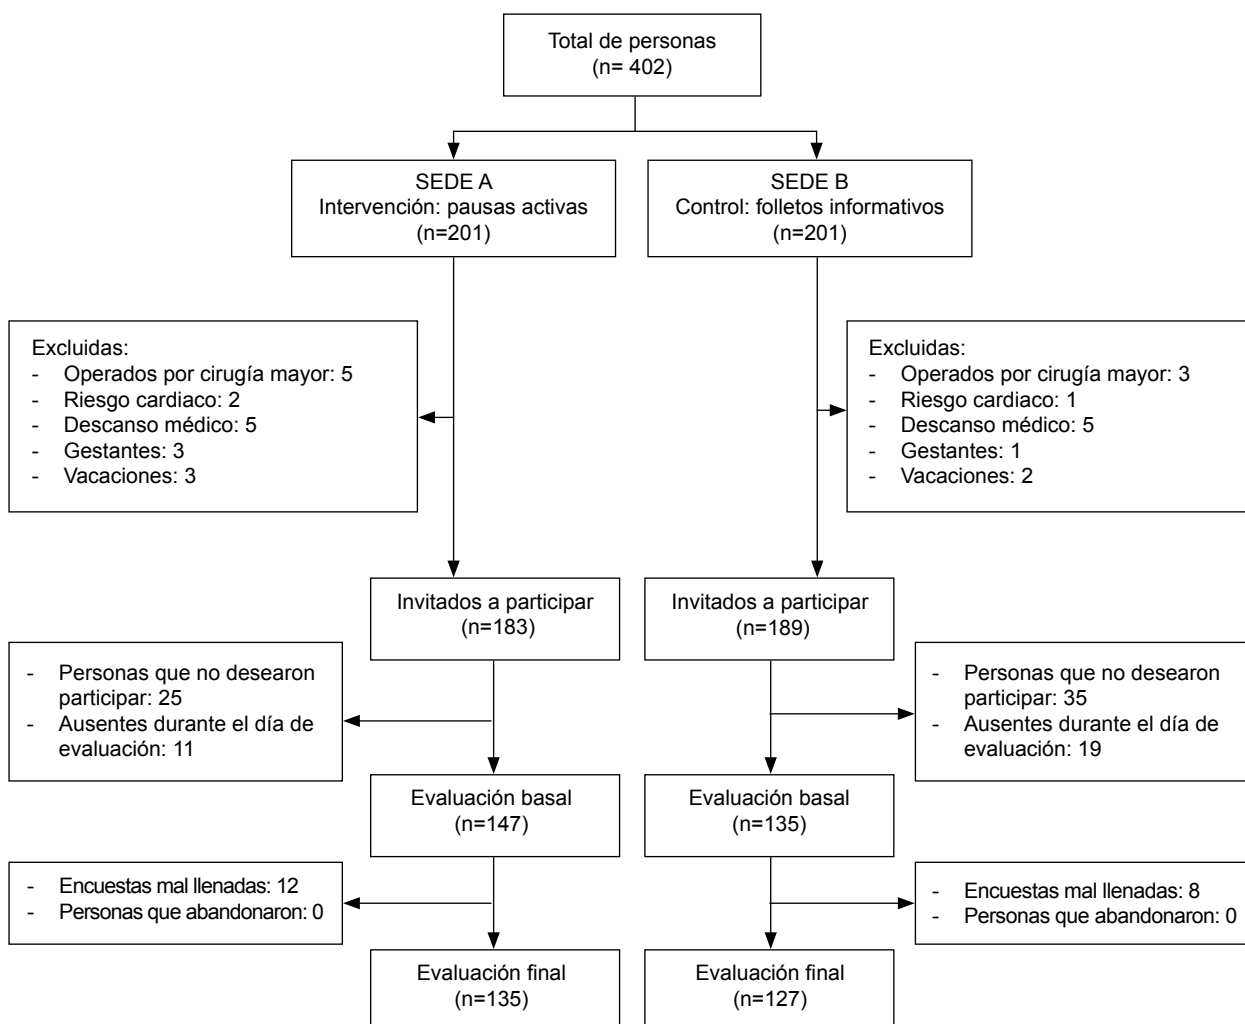 Total de personas
(n= 402)
SEDE A
Intervención: pausas activas
(n=201)
SEDE B
Control: folletos informativos
(n=201)
Excluidas:
- Operados por cirugía mayor: 5
- Riesgo cardiaco: 2
- Descanso médico: 5
- Gestantes: 3
- Vacaciones: 3
Excluidas:
- Operados por cirugía mayor: 3
- Riesgo cardiaco: 1
- Descanso médico: 5
- Gestantes: 1
- Vacaciones: 2
Invitados a participar
(n=183)
Invitados a participar
(n=189)
- Personas que no desearon
participar: 25
- Ausentes durante el día de
evaluación: 11
- Personas que no desearon
participar: 35
- Ausentes durante el día de
evaluación: 19
Evaluación basal
(n=147)
Evaluación basal
(n=135)
- Encuestas mal llenadas: 12
- Personas que abandonaron: 0
- Encuestas mal llenadas: 8
- Personas que abandonaron: 0
Evaluación final
(n=135)
Evaluación final
(n=127)